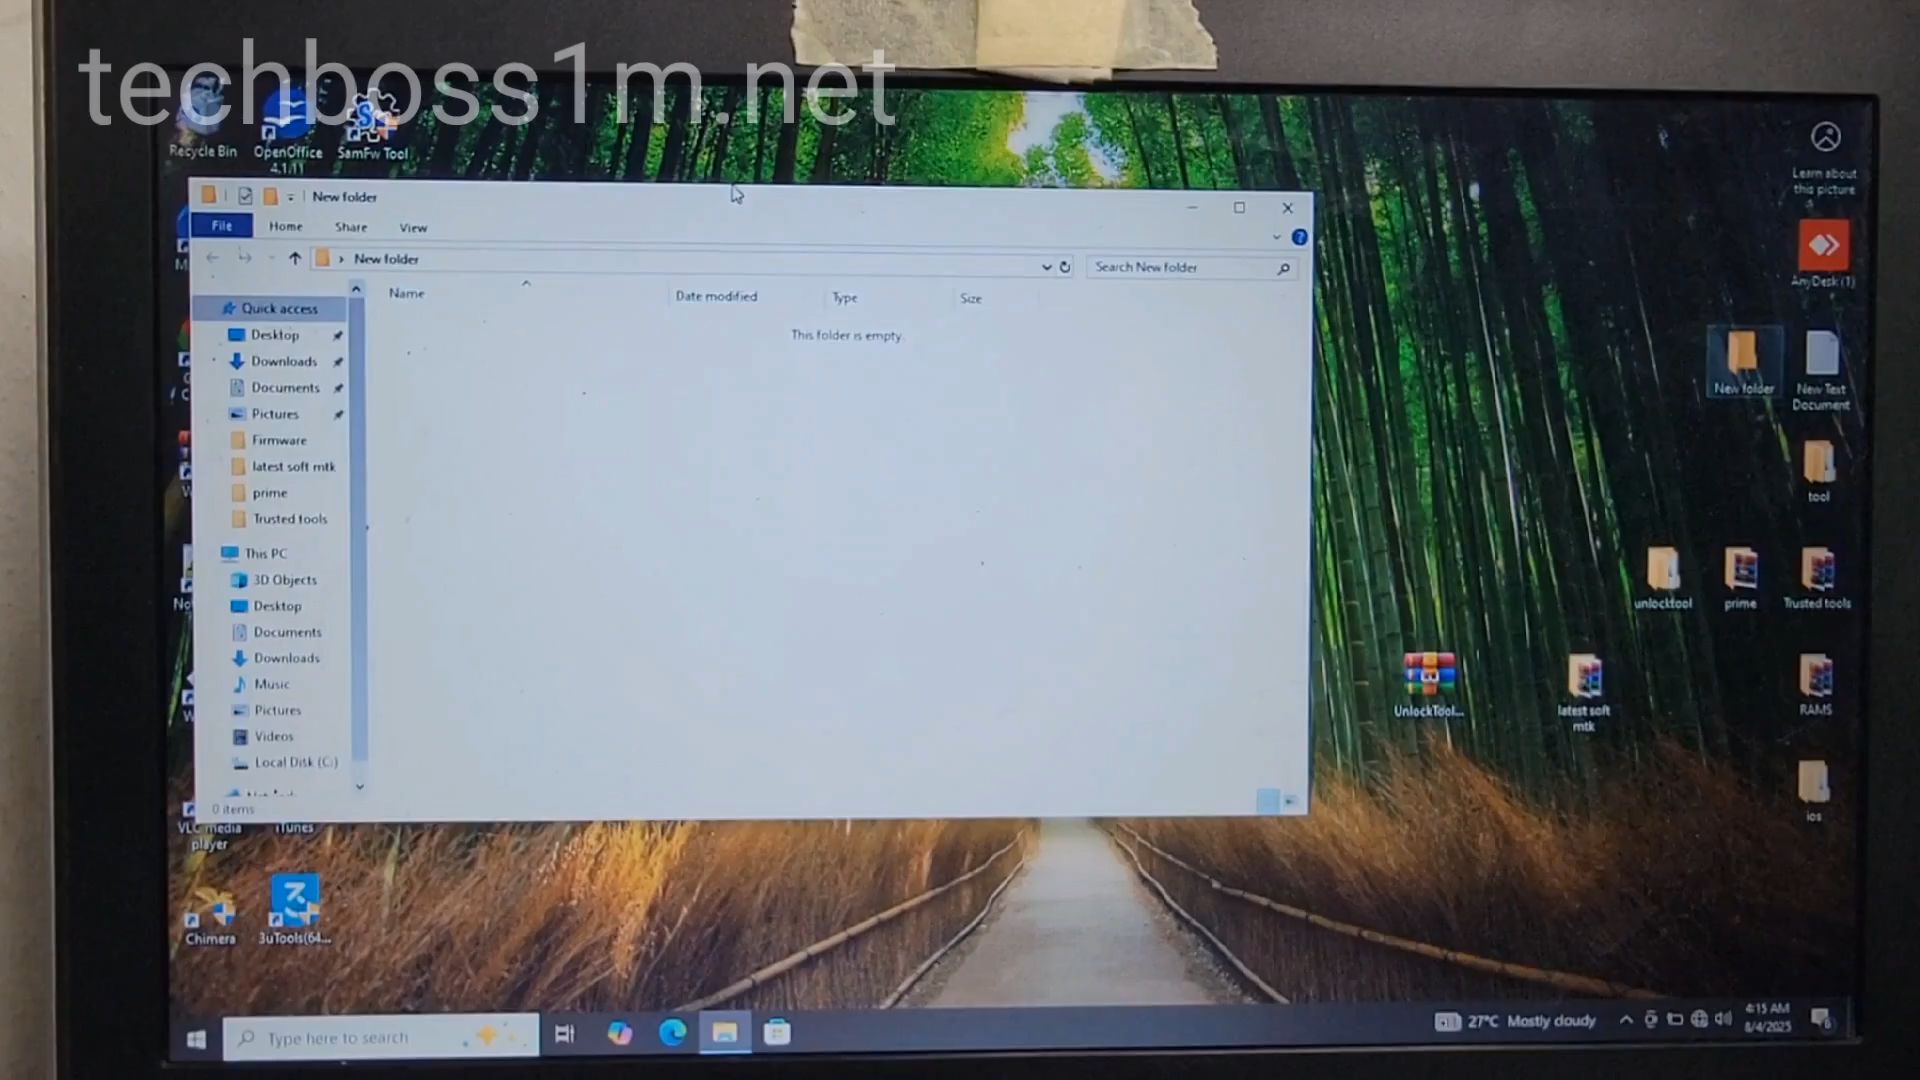 techboss1m.net
Recycle Bin
OpenOffice
4.1.11
SamFw Tool
Learn about
this picture
New folder
File
Home
Share
View
New folder
Search New folder
AnyDesk (1)
Name
Date modified
Type
Size
This folder is empty.
Quick access
Desktop
Downloads
Documents
Pictures
Firmware
latest soft mtk
prime
Trusted tools
This PC
3D Objects
Desktop
Documents
Downloads
Music
Pictures
Videos
Local Disk (C:)
0 items
New folder
New Text
Document
tool
unlocktool
prime
Trusted tools
UnlockTool...
latest soft
mtk
RAMS
ios
VLC media
player
iTunes
Chimera
3uTools(64...
Type here to search
27°C Mostly cloudy
4:15 AM
8/4/2025